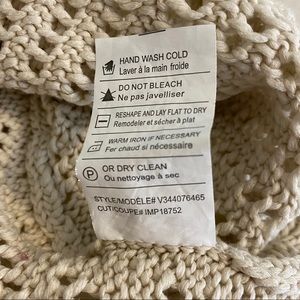 HAND WASH COLD
Laver à la main froide
DO NOT BLEACH
Ne pas javelliser
RESHAPE AND LAY FLAT TO DRY
Remodeler et sécher à plat
WARM IRON IF NECESSARY
Fer chaud si necessaire
P
OR DRY CLEAN
Ou nettoyage à sec
STYLE/MODÈLE# V344076465
CUT/COUPE# IMP18752